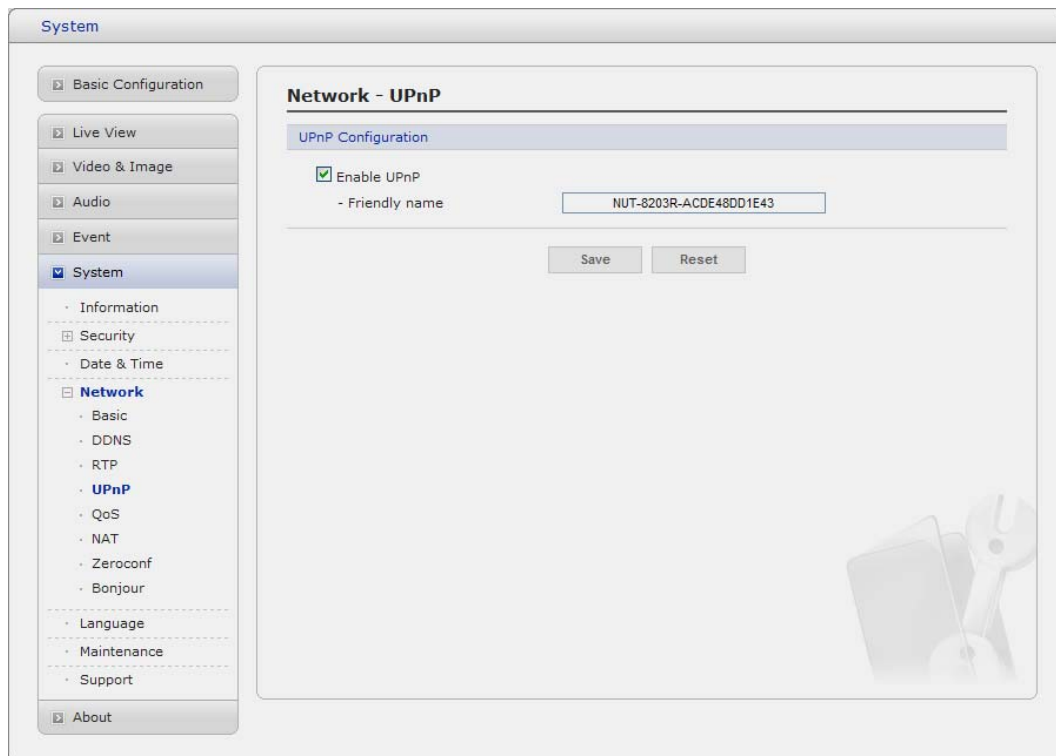 System
Basic Configuration
Live View
Video & Image
Audio
Event
System
Information
Security
Date & Time
Network
Basic
DDNS
RTP
UPnP
QoS
NAT
Zeroconf
Bonjour
Language
Maintenance
Support
About
Network - UPnP
UPnP Configuration
Enable UPnP
- Friendly name NUT-8203R-ACDE48DD1E43
Save Reset